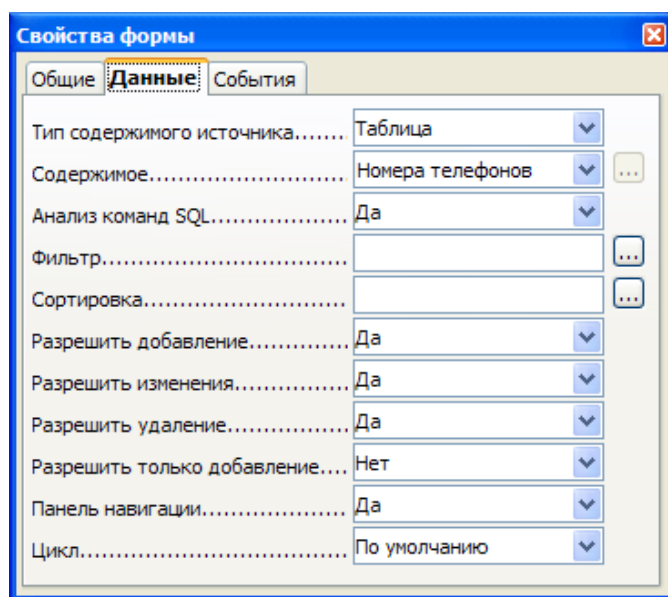 Свойства формы
Общие Данные События
Тип содержимого источника....... Таблица
Содержимое............................ Номера телефонов ...
Анализ команд SQL.................... Да
Фильтр................................... ...
Сортировка.............................. ...
Разрешить добавление.............. Да
Разрешить изменения................ Да
Разрешить удаление.................. Да
Разрешить только добавление.... Нет
Панель навигации..................... Да
Цикл...................................... По умолчанию